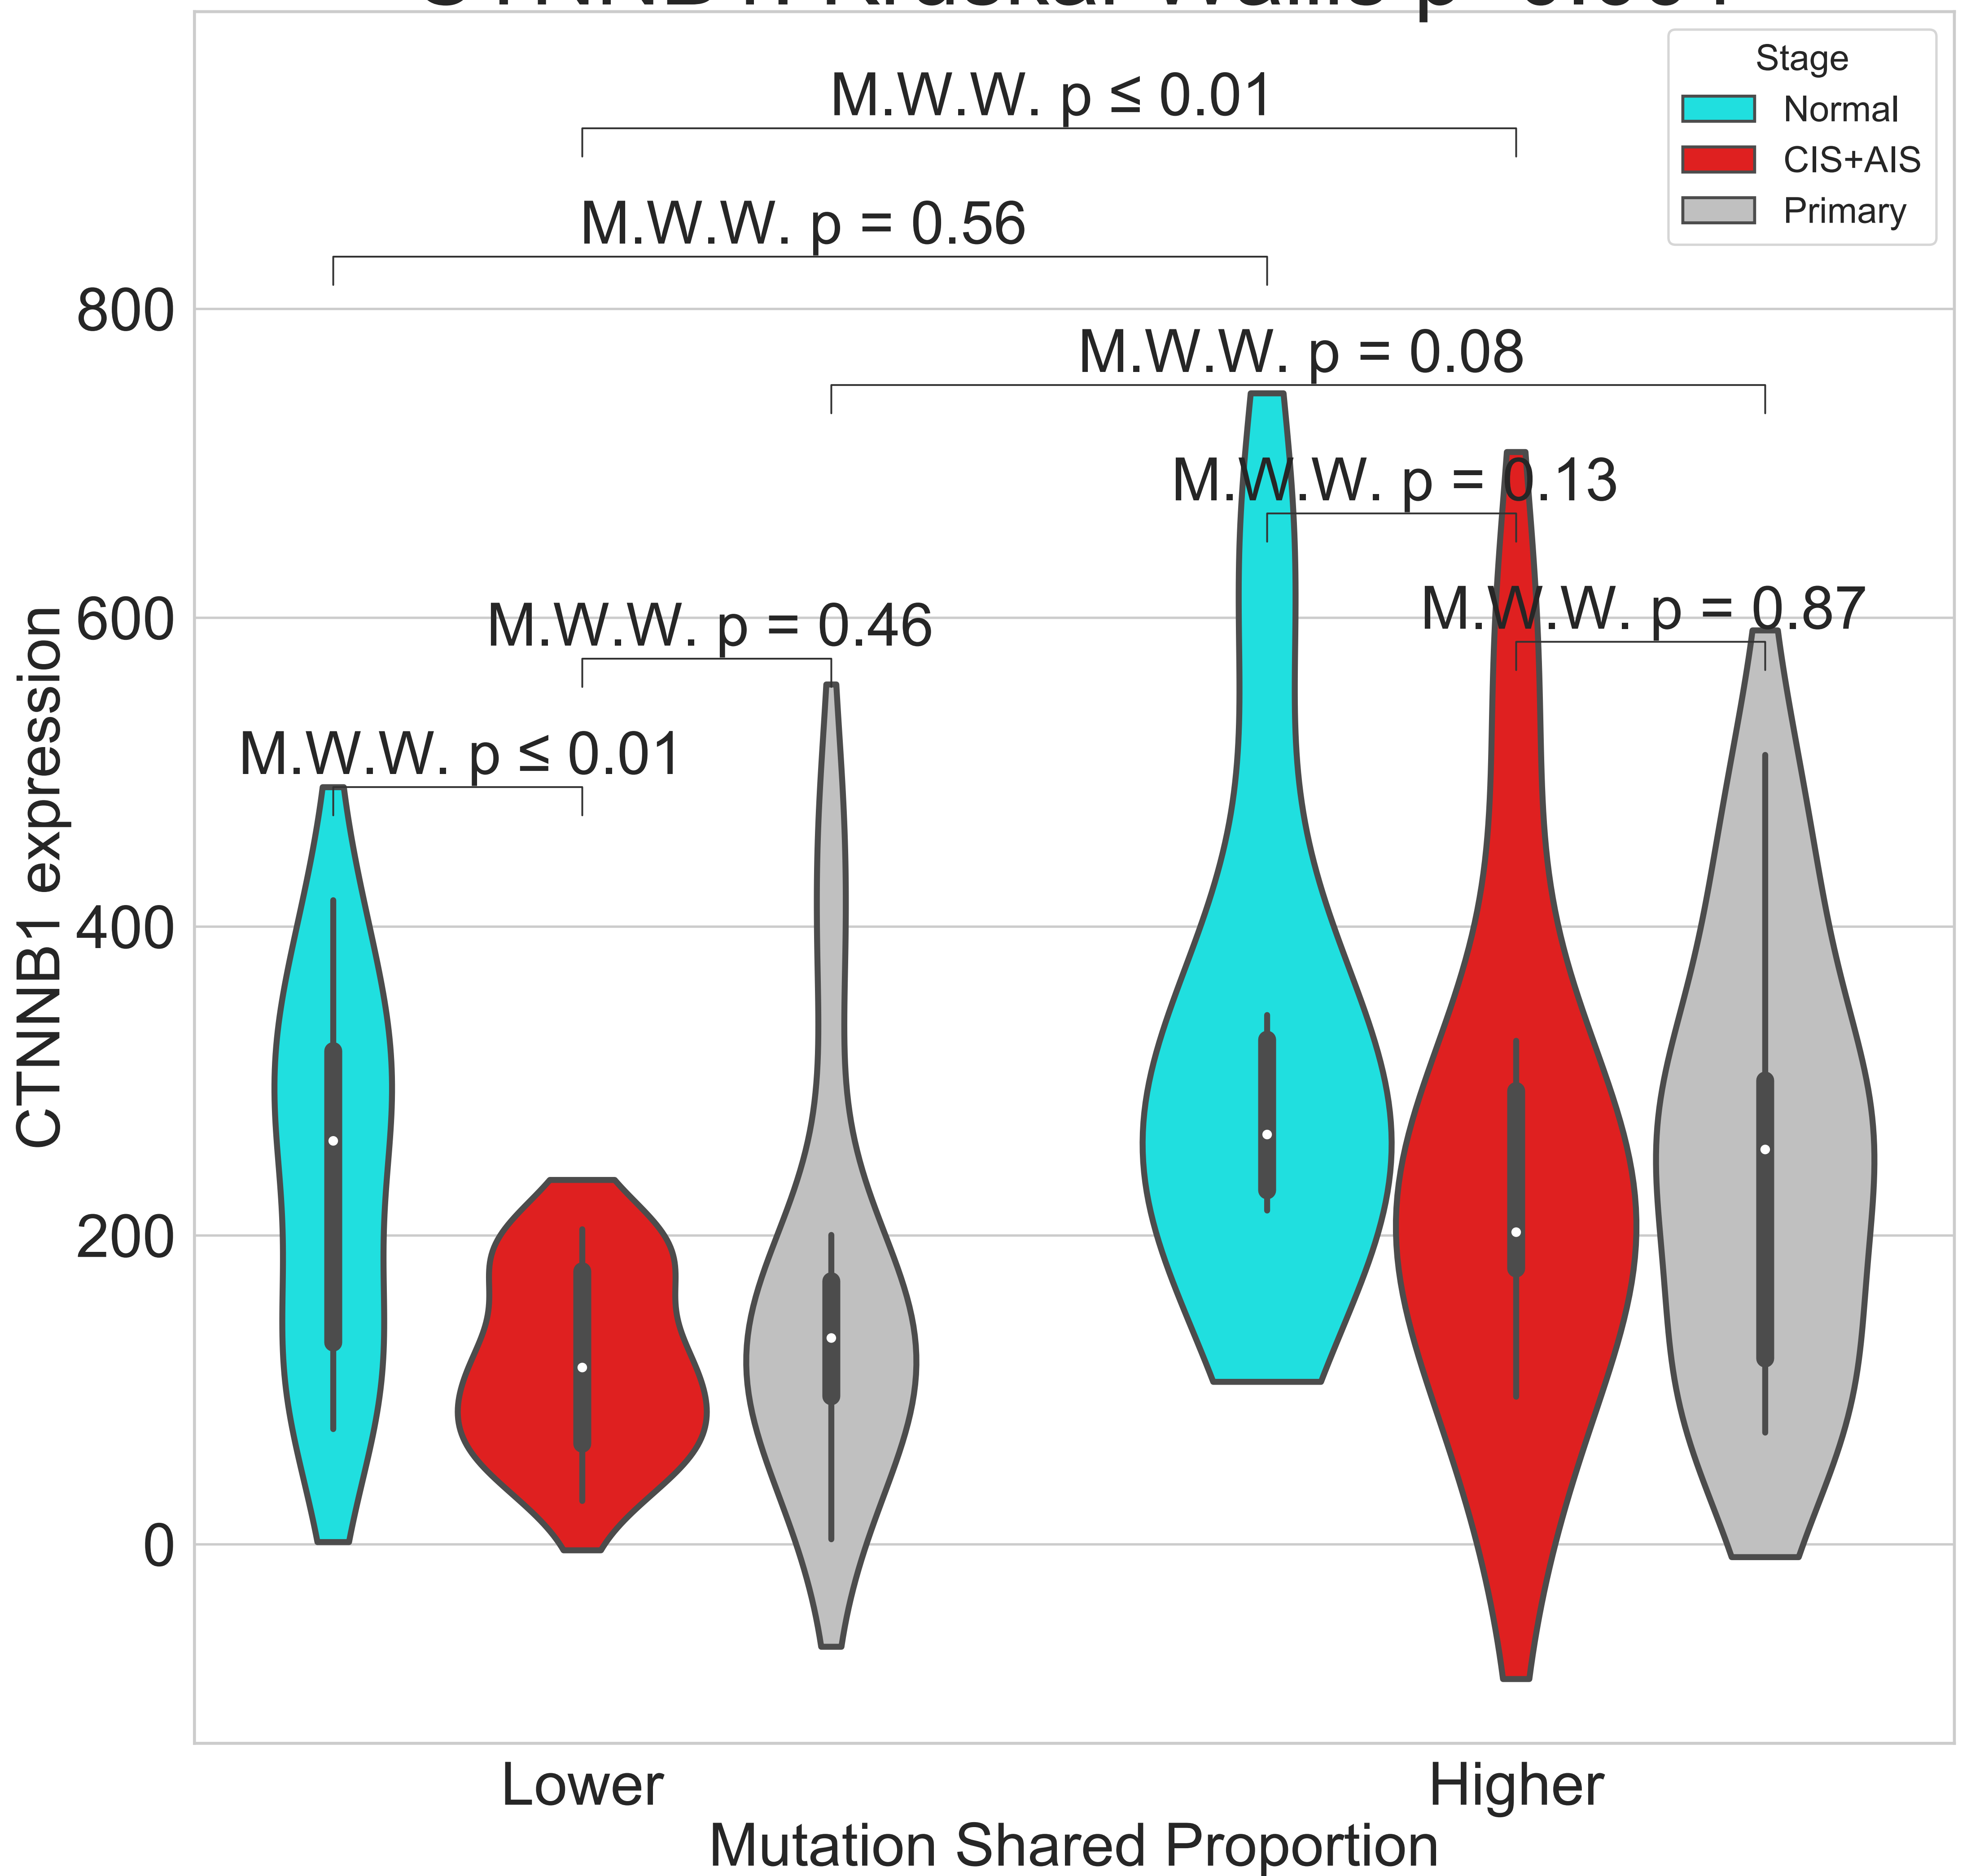 Stage
Normal
CIS+AIS
Primary
M.W.W. p ≤ 0.01
M.W.W. p = 0.56
M.W.W. p = 0.08
M.W.W. p = 0.13
M.W.W. p = 0.87
M.W.W. p = 0.46
M.W.W. p ≤ 0.01
800
600
400
200
0
CTNNB1 expression
Lower
Higher
Mutation Shared Proportion